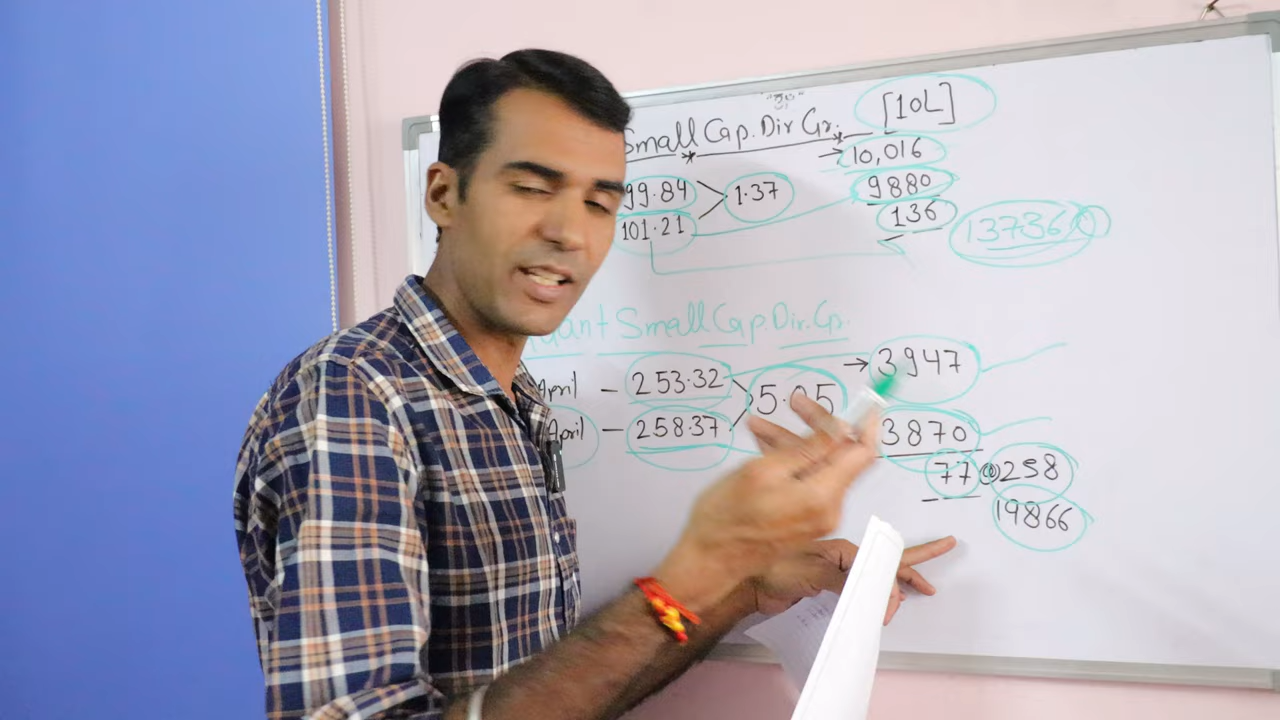 Small Cap. Dir Gr. [10L]
→ 10,016
99.84 > 1.37 9880
101.21 136 13736
Small Cap. Dir. Gr.
April – 253.32 → 3947
April – 258.37 3870
77 @ 258
19866